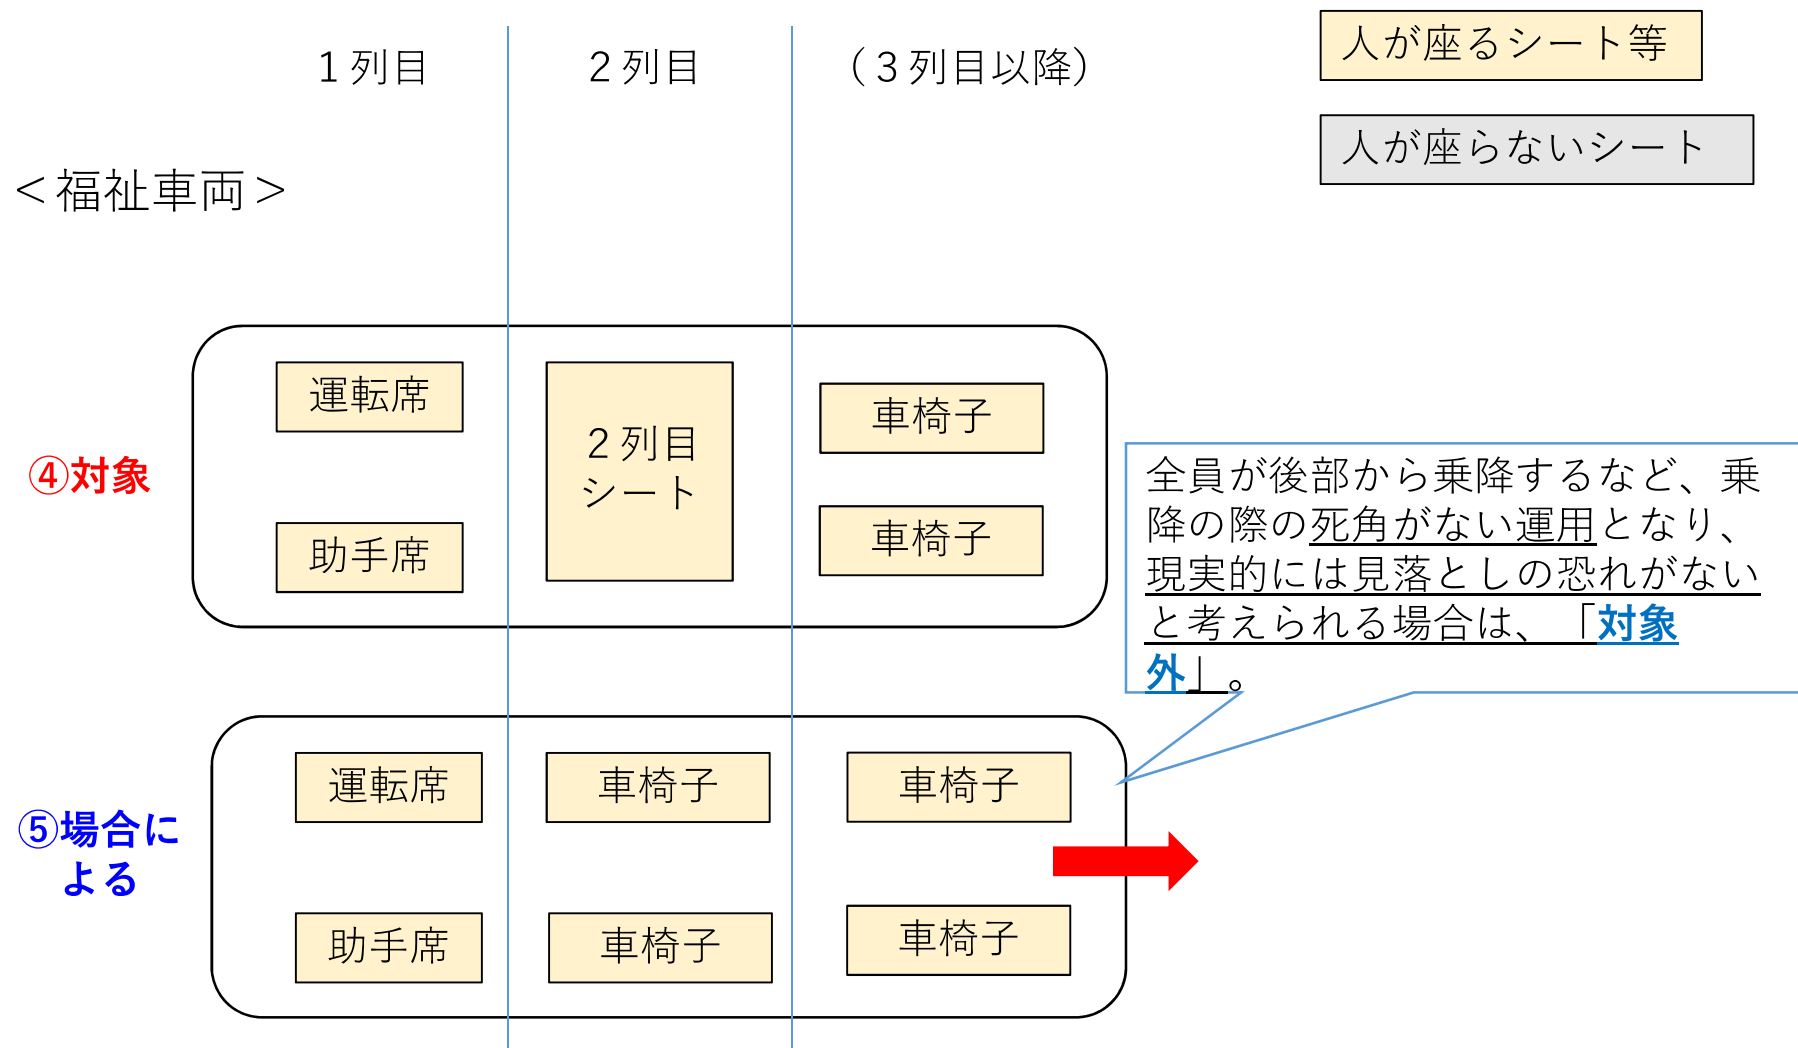 1列目
2列目
（3列目以降）
人が座るシート等
人が座らないシート
＜福祉車両＞
④対象
運転席
助手席
2列目
シート
車椅子
車椅子
全員が後部から乗降するなど、乗
降の際の死角がない運用となり、
現実的には見落としの恐れがない
と考えられる場合は、「対象
外」。
⑤場合に
よる
運転席
車椅子
車椅子
助手席
車椅子
車椅子